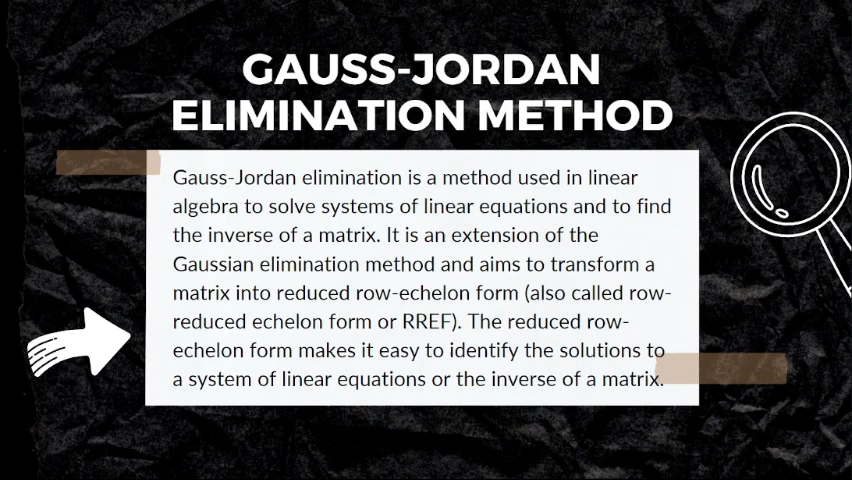 GAUSS-JORDAN
ELIMINATION METHOD
Gauss-Jordan elimination is a method used in linear
algebra to solve systems of linear equations and to find
the inverse of a matrix. It is an extension of the
Gaussian elimination method and aims to transform a
matrix into reduced row-echelon form (also called row-
reduced echelon form or RREF). The reduced row-
echelon form makes it easy to identify the solutions to
a system of linear equations or the inverse of a matrix.